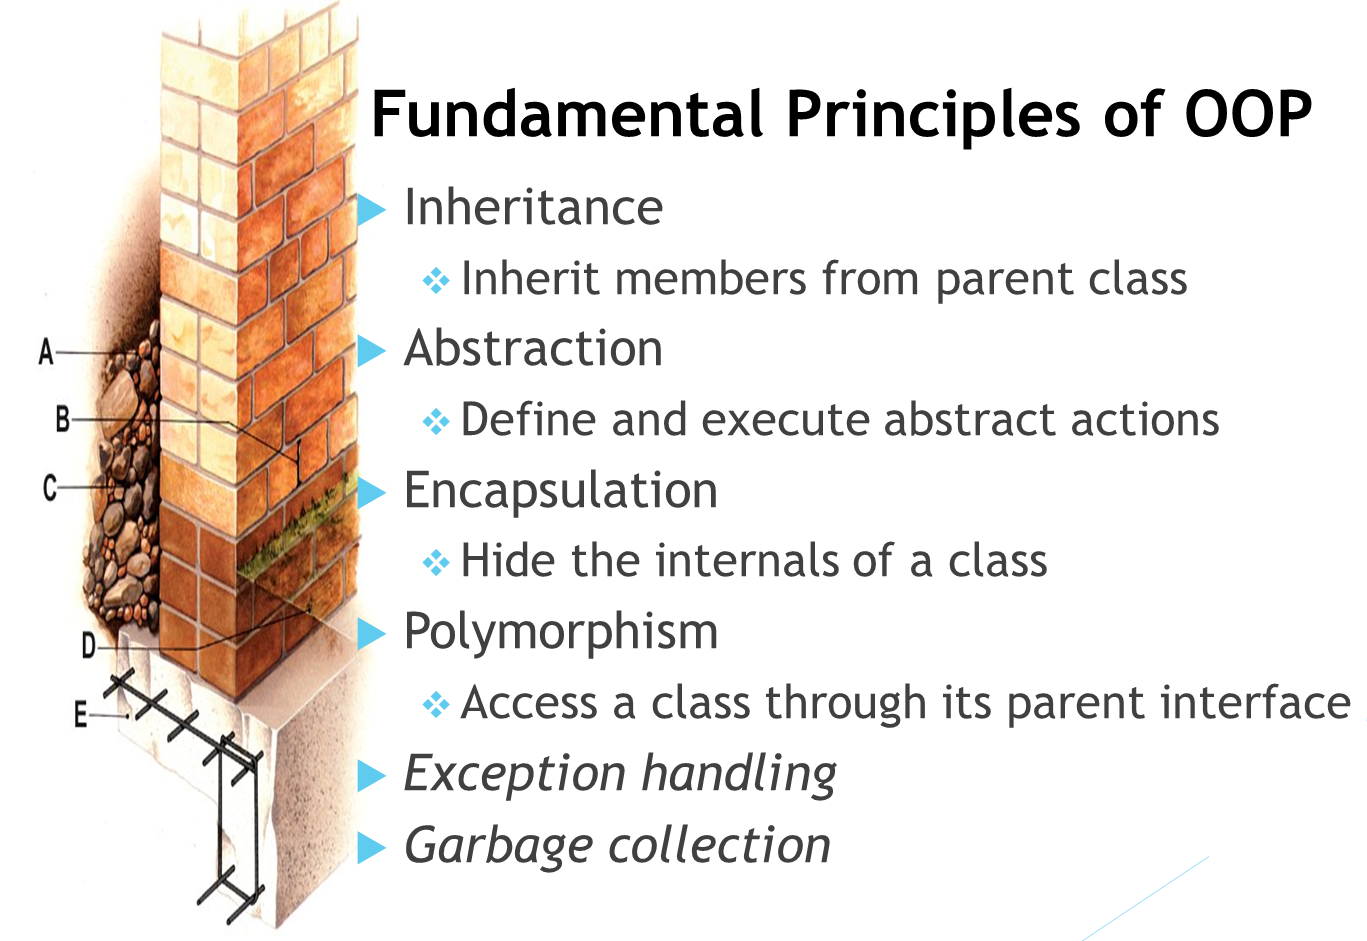 Fundamental Principles of OOP
Inheritance
Inherit members from parent class
Abstraction
Define and execute abstract actions
Encapsulation
Hide the internals of a class
Polymorphism
Access a class through its parent interface
Exception handling
Garbage collection
A
B
C
D
E